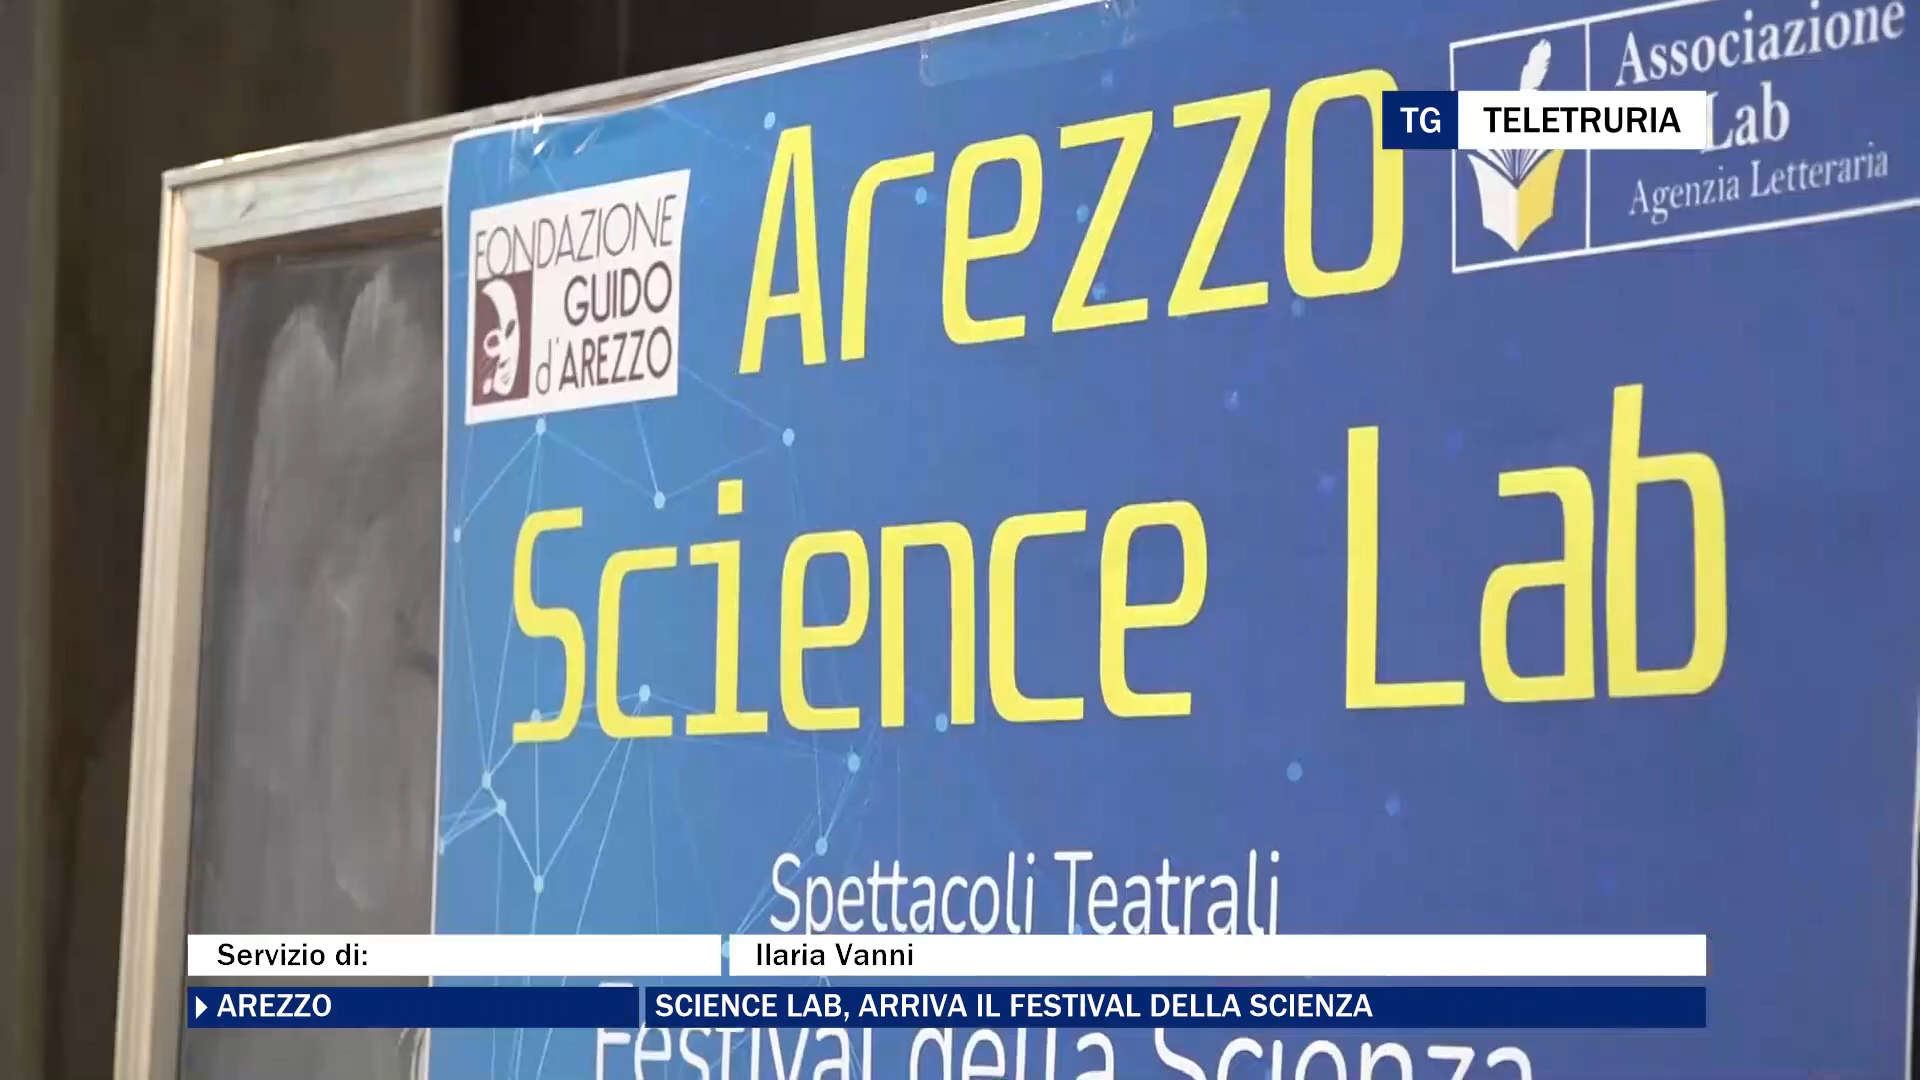 Associazione
Lab
Agenzia Letteraria
TG TELETRURIA
FONDAZIONE
GUIDO
d'AREZZO
Arezzo
Science Lab
Spettacoli Teatrali
Festival della Scienza
Servizio di: Ilaria Vanni
AREZZO SCIENCE LAB, ARRIVA IL FESTIVAL DELLA SCIENZA